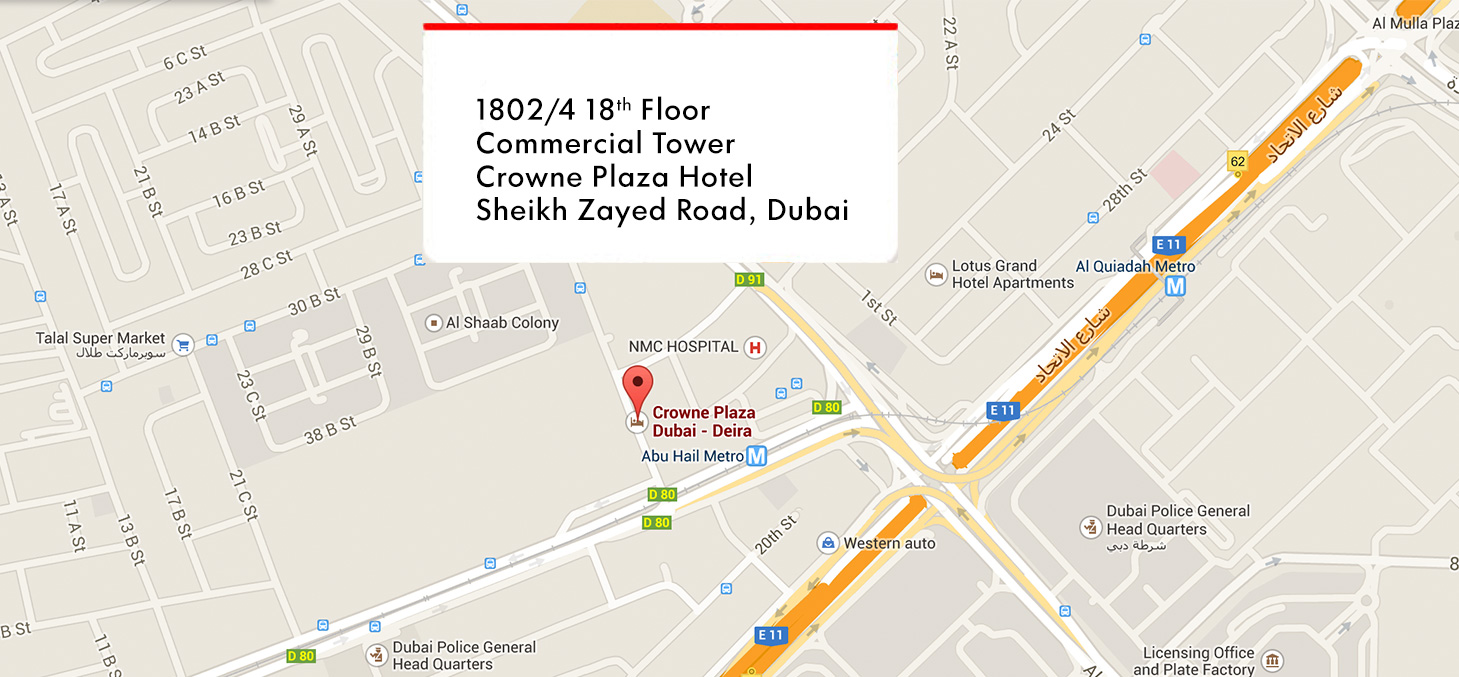 1802/4 18th Floor
Commercial Tower
Crowne Plaza Hotel
Sheikh Zayed Road, Dubai
Al Mulla Plaz
6 C St
23 A St
29 A St
22 A St
14 B St
24 St
شارع الاتحاد
62
13 A St
17 A St
21 B St
16 B St
28th St
23 B St
28 C St
E 11
Al Quiadah Metro
M
D 91
Lotus Grand
Hotel Apartments
30 B St
1st St
Al Shaab Colony
29 B St
شارع الاتحاد
Talal Super Market
سوبرماركت طلال
NMC HOSPITAL
H
23 C St
38 B St
Crowne Plaza
Dubai - Deira
D 80
E 11
Abu Hail Metro
M
21 C St
D 80
D 80
11 A St
13 B St
17 B St
20th St
Western auto
Dubai Police General
Head Quarters
شرطة دبي
8
B St
11 B S
D 80
Dubai Police General
Head Quarters
E 11
Licensing Office
and Plate Factory
Al